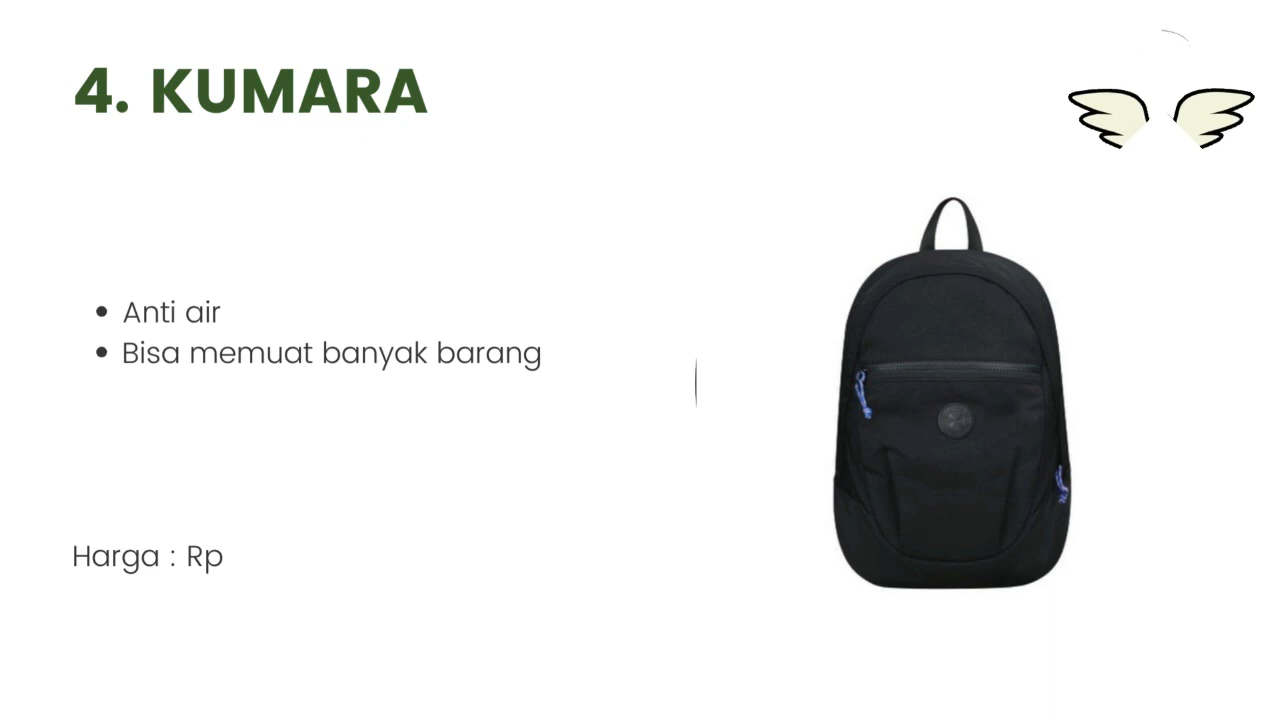 4. KUMARA
• Anti air
• Bisa memuat banyak barang
Harga : Rp